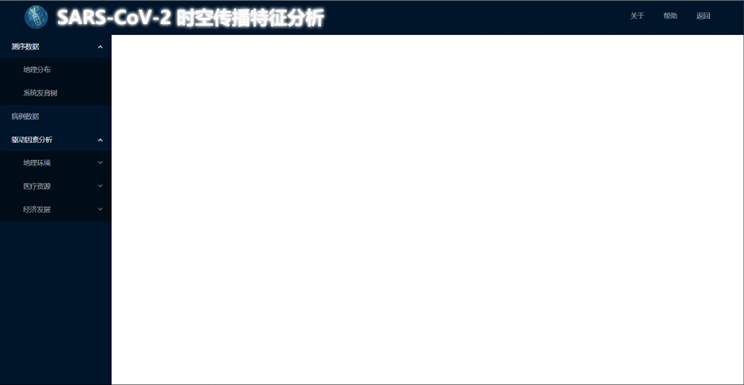 SARS-CoV-2 时空传播特征分析
关于
帮助
返回
测序数据
地理分布
系统发育树
病例数据
驱动因素分析
地理环境
医疗资源
经济发展